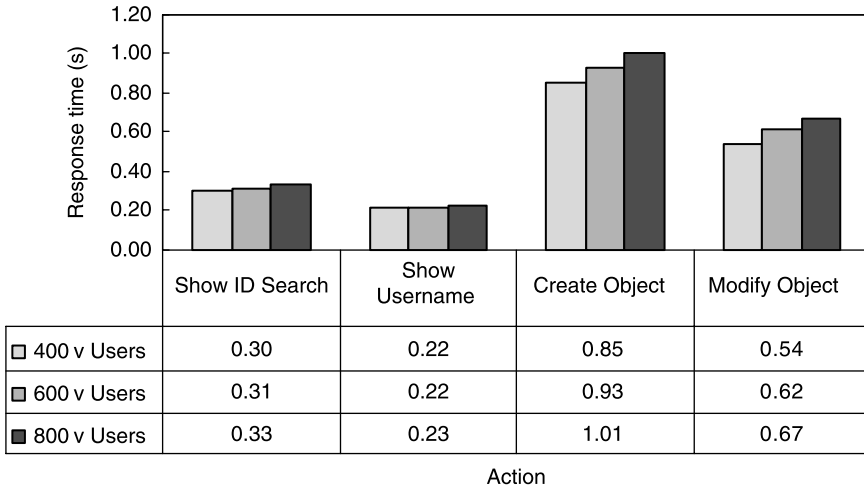 1.20
1.00
0.80
0.60
0.40
0.20
0.00
Response time (s)
Show ID Search
Show
Username
Create Object
Modify Object
400 v Users 0.30 0.22 0.85 0.54
600 v Users 0.31 0.22 0.93 0.62
800 v Users 0.33 0.23 1.01 0.67
Action